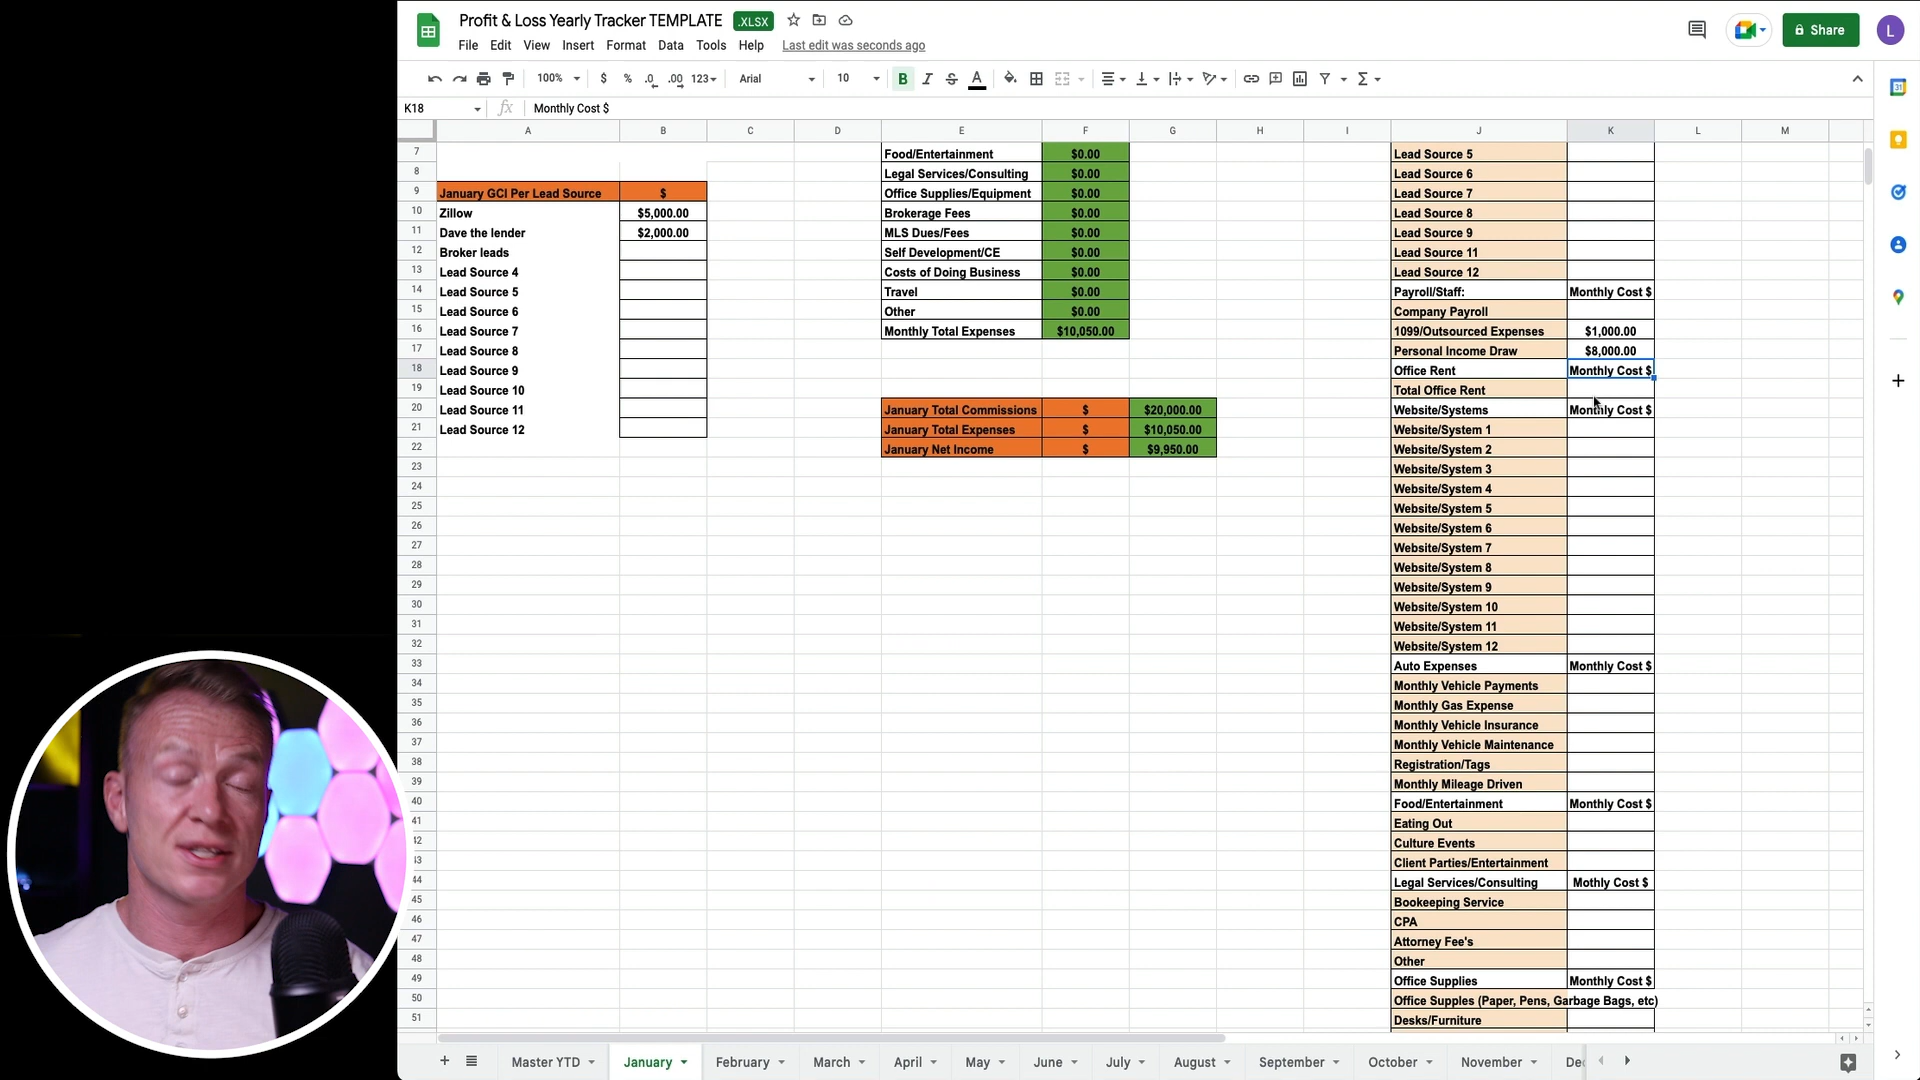 Profit & Loss Yearly Tracker TEMPLATE .XLSX
File Edit View Insert Format Data Tools Help Last edit was seconds ago
Share
L
100% $ % .0 .00 123 Arial 10 B I S A
K18 fx Monthly Cost $
A B C D E F G H I J K L M
7 Food/Entertainment $0.00 Lead Source 5
8 Legal Services/Consulting $0.00 Lead Source 6
9 January GCI Per Lead Source $ Office Supplies/Equipment $0.00 Lead Source 7
10 Zillow $5,000.00 Brokerage Fees $0.00 Lead Source 8
11 Dave the lender $2,000.00 MLS Dues/Fees $0.00 Lead Source 9
12 Broker leads Self Development/CE $0.00 Lead Source 11
13 Lead Source 4 Costs of Doing Business $0.00 Lead Source 12
14 Lead Source 5 Travel $0.00 Payroll/Staff: Monthly Cost $
15 Lead Source 6 Other $0.00 Company Payroll
16 Lead Source 7 Monthly Total Expenses $10,050.00 1099/Outsourced Expenses $1,000.00
17 Lead Source 8 Personal Income Draw $8,000.00
18 Lead Source 9 Office Rent Monthly Cost $
19 Lead Source 10 Total Office Rent
20 Lead Source 11 January Total Commissions $ $20,000.00 Website/Systems Monthly Cost $
21 Lead Source 12 January Total Expenses $ $10,050.00 Website/System 1
22 January Net Income $ $9,950.00 Website/System 2
23 Website/System 3
24 Website/System 4
25 Website/System 5
26 Website/System 6
27 Website/System 7
28 Website/System 8
29 Website/System 9
30 Website/System 10
31 Website/System 11
32 Website/System 12
33 Auto Expenses Monthly Cost $
34 Monthly Vehicle Payments
35 Monthly Gas Expense
36 Monthly Vehicle Insurance
37 Monthly Vehicle Maintenance
38 Registration/Tags
39 Monthly Mileage Driven
40 Food/Entertainment Monthly Cost $
41 Eating Out
42 Culture Events
43 Client Parties/Entertainment
44 Legal Services/Consulting Mothly Cost $
45 Bookeeping Service
46 CPA
47 Attorney Fee's
48 Other
49 Office Supplies Monthly Cost $
50 Office Supples (Paper, Pens, Garbage Bags, etc)
51 Desks/Furniture
Master YTD January February March April May June July August September October November De
31